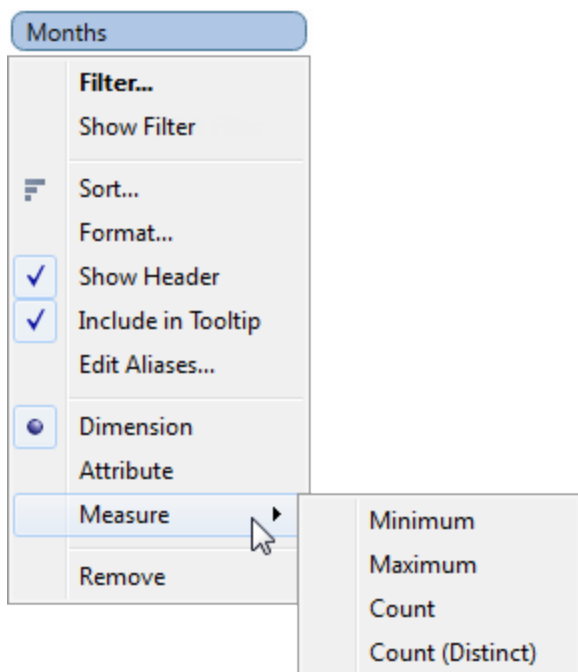 Months
Filter...
Show Filter
Sort...
Format...
Show Header
Include in Tooltip
Edit Aliases...
Dimension
Attribute
Measure
Remove
Minimum
Maximum
Count
Count (Distinct)